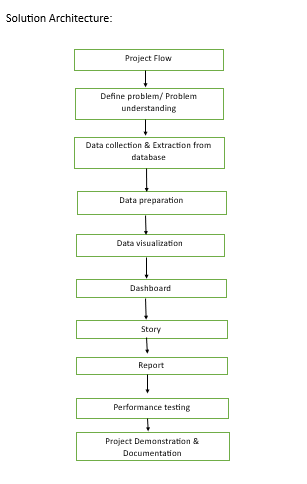 Solution Architecture:
Project Flow
Define problem/ Problem
understanding
Data collection & Extraction from
database
Data preparation
Data visualization
Dashboard
Story
Report
Performance testing
Project Demonstration &
Documentation